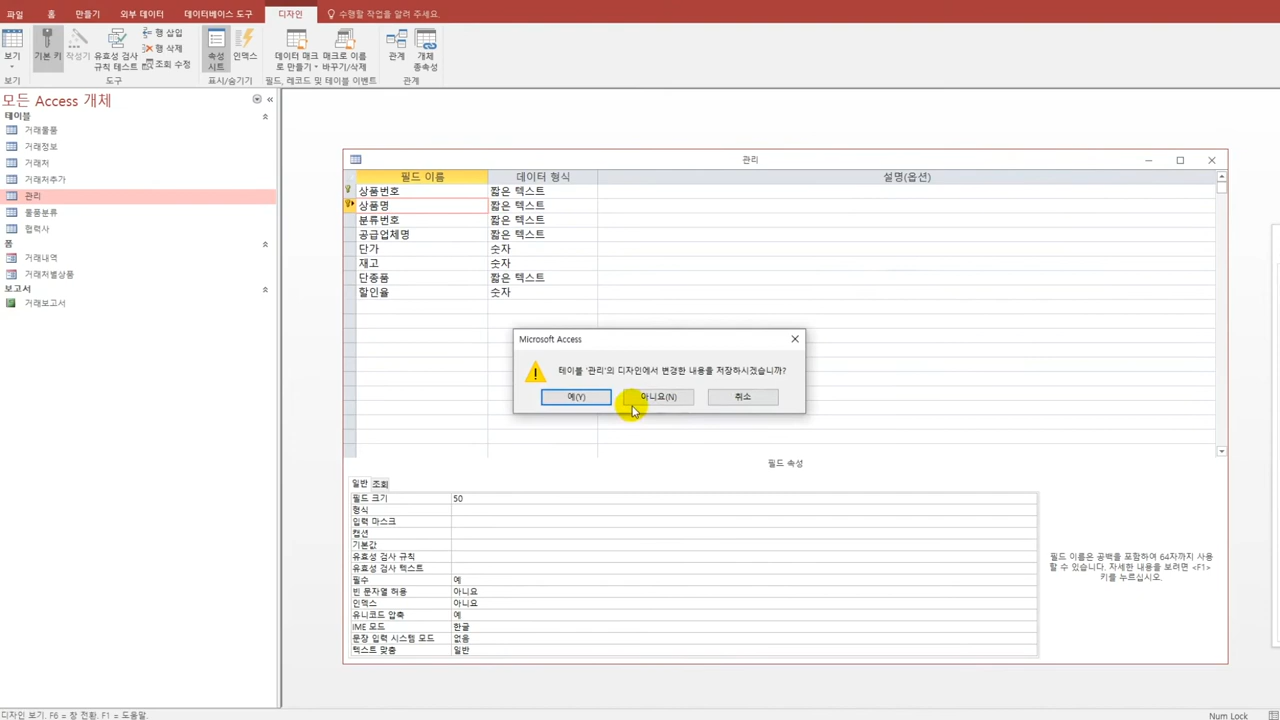 파일 홈 만들기 외부 데이터 데이터베이스 도구 디자인 수행할 작업을 알려 주세요.
보기 기본 키 작성기 유효성 검사 규칙 테스트 행 삽입 행 삭제 조회 수정 속성 시트 인덱스 데이터 매크로 만들기 매크로 이름 바꾸기/삭제 관계 개체 종속성
보기 도구 표시/숨기기 필드, 레코드 및 테이블 이벤트 관계
모든 Access 개체
테이블
거래물품
거래정보
거래처
거래처추가
관리
물품분류
협력사
폼
거래내역
거래처별상품
보고서
거래보고서
관리
필드 이름 데이터 형식 설명(옵션)
상품번호 짧은 텍스트
상품명 짧은 텍스트
분류번호 짧은 텍스트
공급업체명 짧은 텍스트
단가 숫자
재고 숫자
단종품 짧은 텍스트
할인율 숫자
Microsoft Access
테이블 '관리'의 디자인에서 변경한 내용을 저장하시겠습니까?
예(Y) 아니요(N) 취소
필드 속성
일반 조회
필드 크기 50
형식
입력 마스크
캡션
기본값
유효성 검사 규칙
유효성 검사 텍스트
필수 예
빈 문자열 허용 아니요
인덱스 아니요
유니코드 압축 예
IME 모드 한글
문장 입력 시스템 모드 없음
텍스트 맞춤 일반
필드 이름은 공백을 포함하여 64자까지 사용
할 수 있습니다. 자세한 내용을 보려면 <F1>
키를 누르십시오.
디자인 보기. F6 = 창 전환. F1 = 도움말.
Num Lock